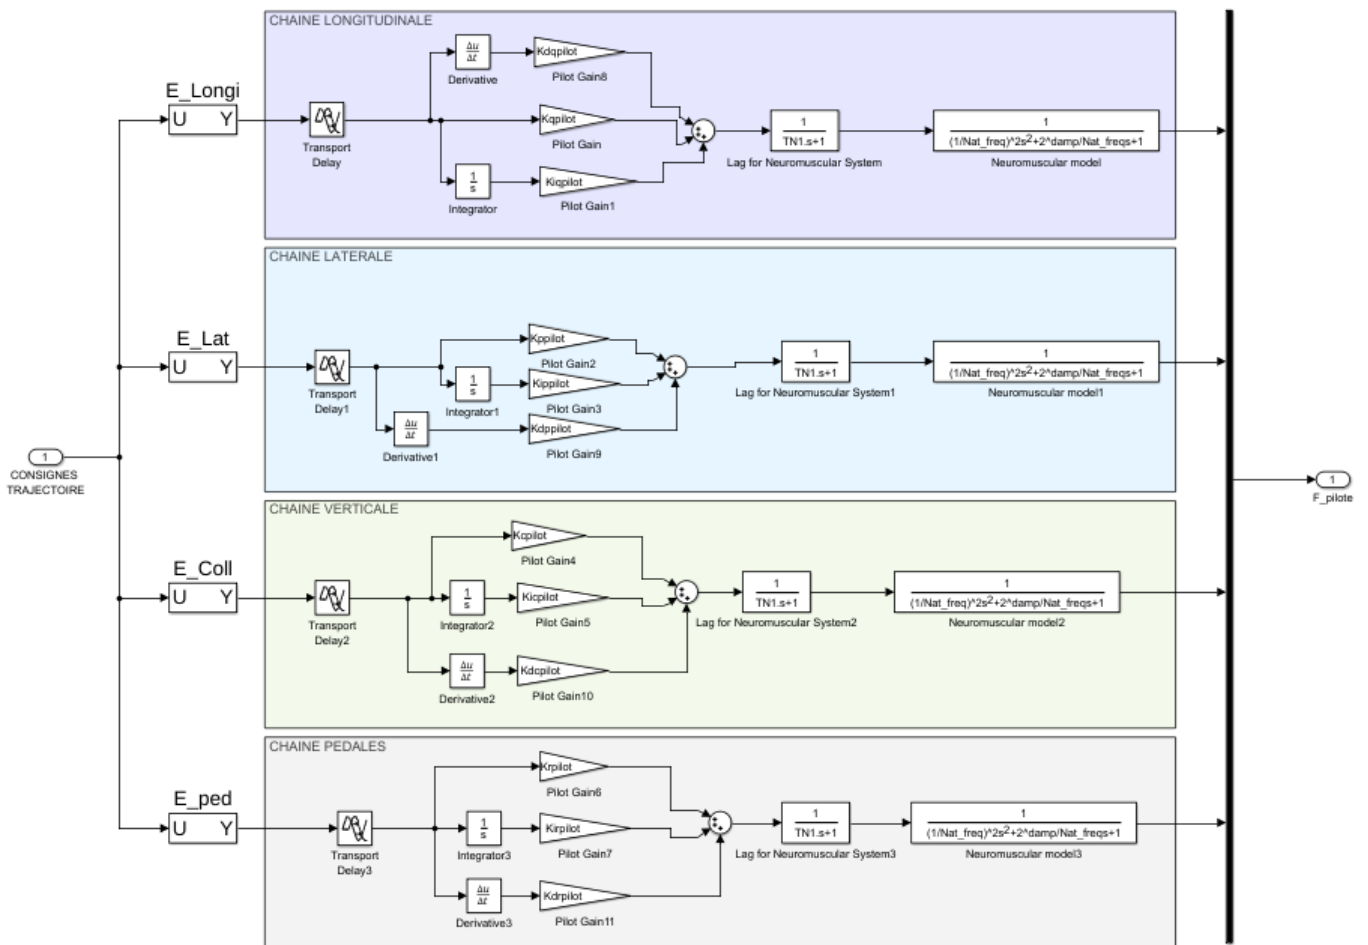 CHAINE LONGITUDINALE
E_Longi
U Y
Transport
Delay
Δu
Δt
Derivative
Kdqpilot
Pilot Gain8
Kqpilot
Pilot Gain
1
s
Integrator
Kiqpilot
Pilot Gain1
1
TN1.s+1
Lag for Neuromuscular System
1
(1/Nat_freq)^2s2+2*damp/Nat_freqs+1
Neuromuscular model
CHAINE LATERALE
E_Lat
U Y
Transport
Delay1
Kppilot
Pilot Gain2
1
s
Integrator1
Kippilot
Pilot Gain3
Δu
Δt
Derivative1
Kdppilot
Pilot Gain9
1
TN1.s+1
Lag for Neuromuscular System1
1
(1/Nat_freq)^2s2+2*damp/Nat_freqs+1
Neuromuscular model1
1
CONSIGNES
TRAJECTOIRE
1
F_pilote
CHAINE VERTICALE
E_Coll
U Y
Transport
Delay2
Kcpilot
Pilot Gain4
1
s
Integrator2
Kicpilot
Pilot Gain5
Δu
Δt
Derivative2
Kdcpilot
Pilot Gain10
1
TN1.s+1
Lag for Neuromuscular System2
1
(1/Nat_freq)^2s2+2*damp/Nat_freqs+1
Neuromuscular model2
CHAINE PEDALES
E_ped
U Y
Transport
Delay3
Krpilot
Pilot Gain6
1
s
Integrator3
Kirpilot
Pilot Gain7
Δu
Δt
Derivative3
Kdrpilot
Pilot Gain11
1
TN1.s+1
Lag for Neuromuscular System3
1
(1/Nat_freq)^2s2+2*damp/Nat_freqs+1
Neuromuscular model3